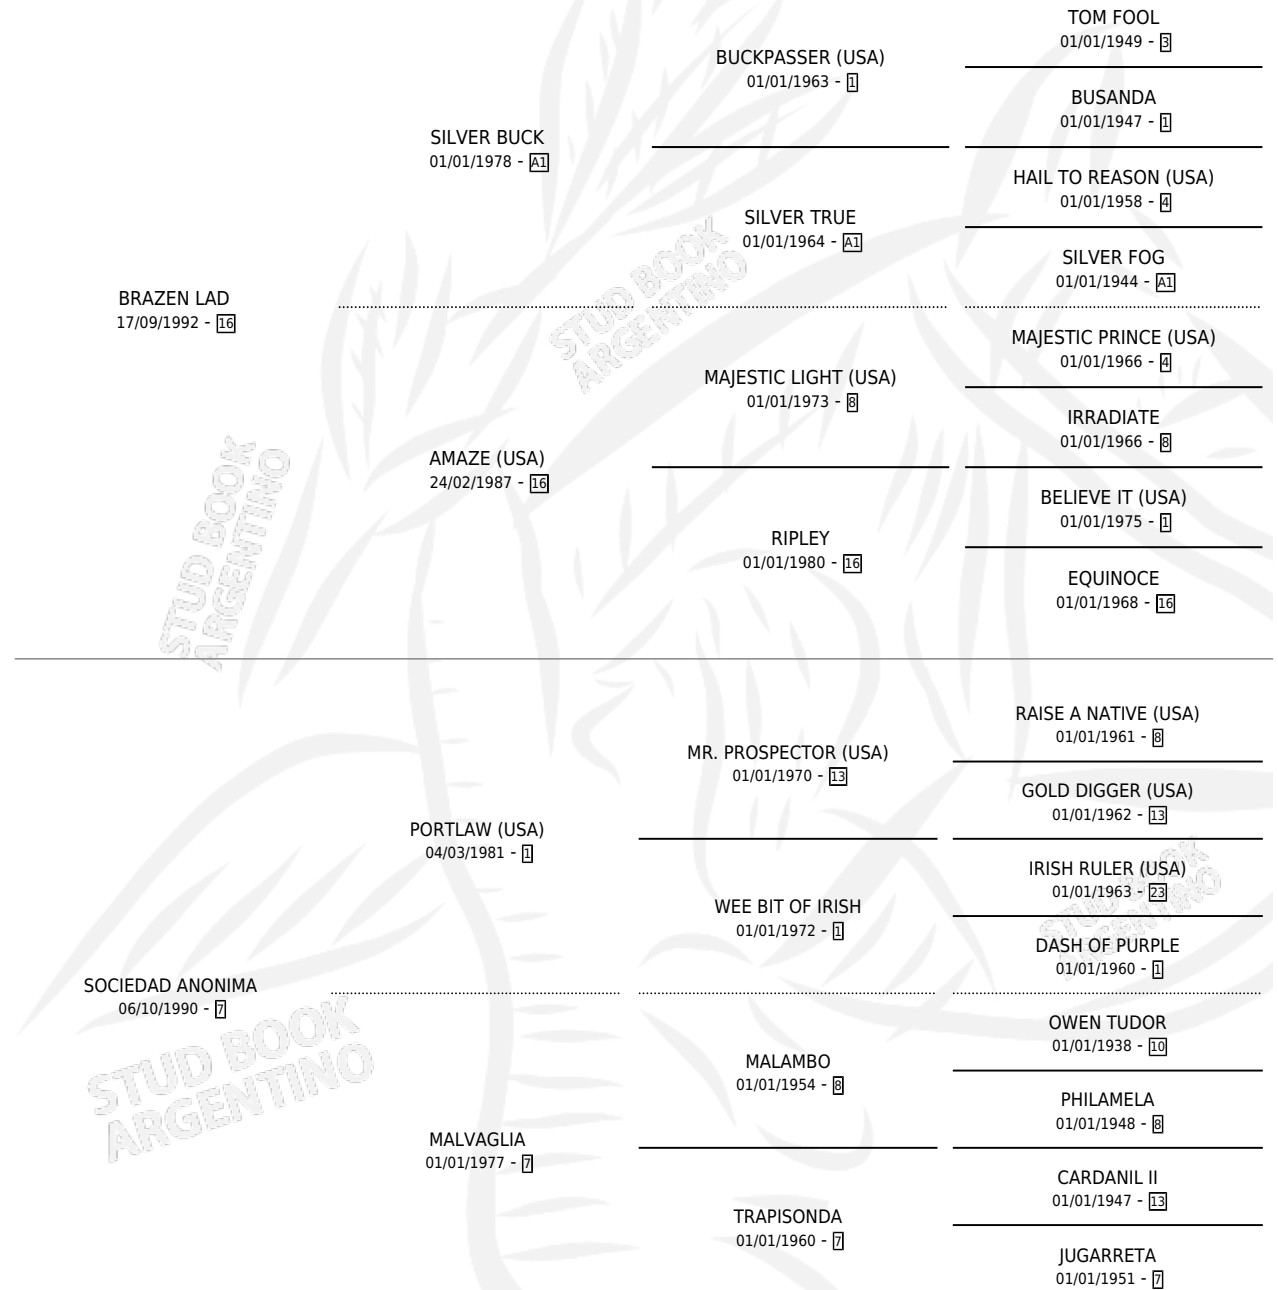 TOM FOOL
01/01/1949 - 3
BUCKPASSER (USA)
01/01/1963 - 1
BUSANDA
01/01/1947 - 1
SILVER BUCK
01/01/1978 - A1
HAIL TO REASON (USA)
01/01/1958 - 4
SILVER TRUE
01/01/1964 - A1
SILVER FOG
01/01/1944 - A1
BRAZEN LAD
17/09/1992 - 16
MAJESTIC PRINCE (USA)
01/01/1966 - 4
MAJESTIC LIGHT (USA)
01/01/1973 - 8
IRRADIATE
01/01/1966 - 8
AMAZE (USA)
24/02/1987 - 16
BELIEVE IT (USA)
01/01/1975 - 1
RIPLEY
01/01/1980 - 16
EQUINOCE
01/01/1968 - 16
RAISE A NATIVE (USA)
01/01/1961 - 8
MR. PROSPECTOR (USA)
01/01/1970 - 13
GOLD DIGGER (USA)
01/01/1962 - 13
PORTLAW (USA)
04/03/1981 - 1
IRISH RULER (USA)
01/01/1963 - 23
WEE BIT OF IRISH
01/01/1972 - 1
DASH OF PURPLE
01/01/1960 - 1
SOCIEDAD ANONIMA
06/10/1990 - 7
OWEN TUDOR
01/01/1938 - 10
MALAMBO
01/01/1954 - 8
PHILAMELA
01/01/1948 - 8
MALVAGLIA
01/01/1977 - 7
CARDANIL II
01/01/1947 - 13
TRAPISONDA
01/01/1960 - 7
JUGARRETA
01/01/1951 - 7
STUD BOOK
ARGENTINO
STUD BOOK
ARGENTINO
STUD BOOK
ARGENTINO
STUD BOOK
ARGENTINO